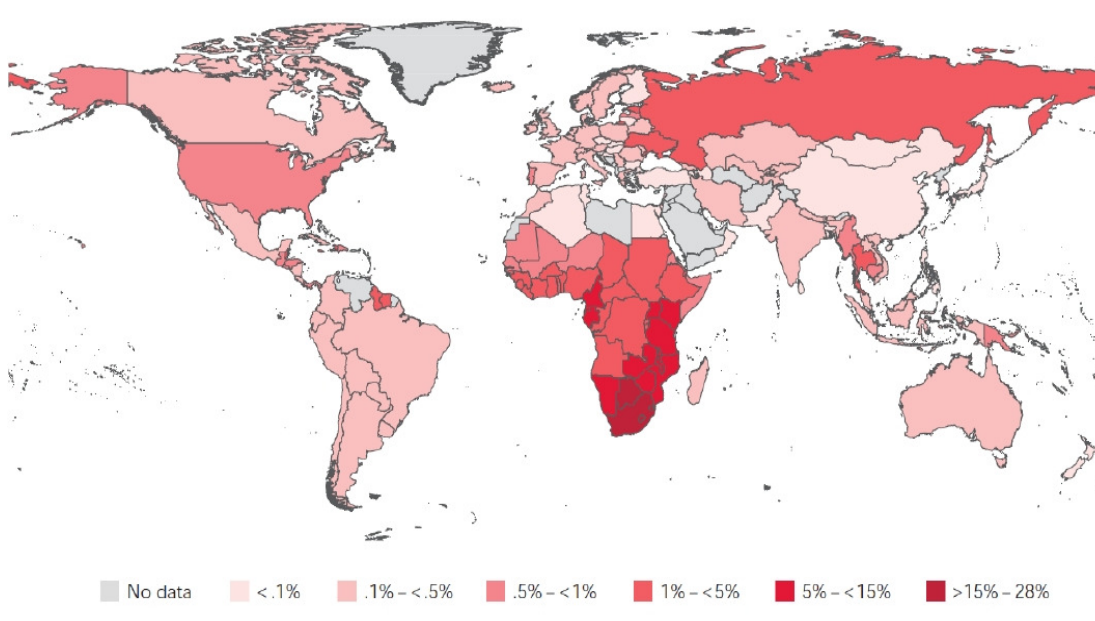 No data < .1% .1% – < .5% .5% – <1% 1% – <5% 5% – <15% >15% – 28%